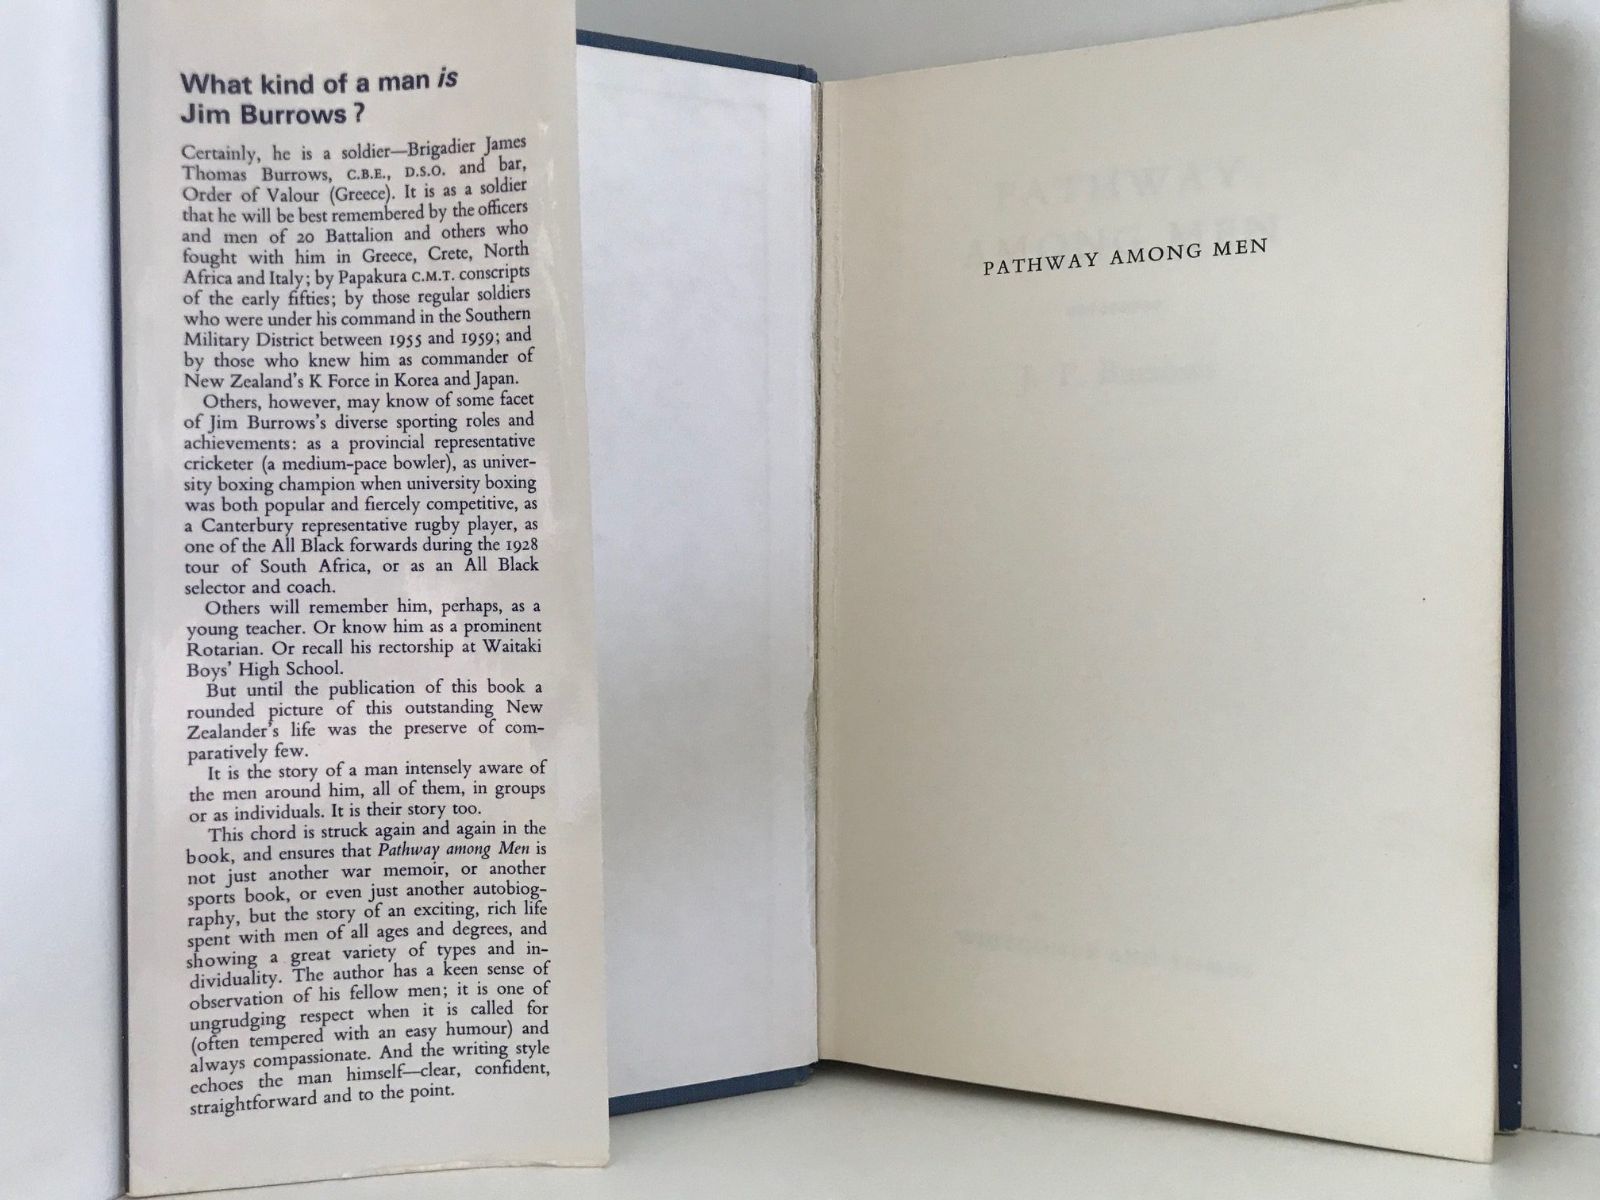 What kind of a man is
Jim Burrows?
Certainly, he is a soldier—Brigadier James
Thomas Burrows, C.B.E., D.S.O. and bar,
Order of Valour (Greece). It is as a soldier
that he will be best remembered by the officers
and men of 20 Battalion and others who
fought with him in Greece, Crete, North
Africa and Italy; by Papakura C.M.T. conscripts
of the early fifties; by those regular soldiers
who were under his command in the Southern
Military District between 1955 and 1959; and
by those who knew him as commander of
New Zealand's K Force in Korea and Japan.
Others, however, may know of some facet
of Jim Burrows's diverse sporting roles and
achievements: as a provincial representative
cricketer (a medium-pace bowler), as univer-
sity boxing champion when university boxing
was both popular and fiercely competitive, as
a Canterbury representative rugby player, as
one of the All Black forwards during the 1928
tour of South Africa, or as an All Black
selector and coach.
Others will remember him, perhaps, as a
young teacher. Or know him as a prominent
Rotarian. Or recall his rectorship at Waitaki
Boys' High School.
But until the publication of this book a
rounded picture of this outstanding New
Zealander's life was the preserve of com-
paratively few.
It is the story of a man intensely aware of
the men around him, all of them, in groups
or as individuals. It is their story too.
This chord is struck again and again in the
book, and ensures that Pathway among Men is
not just another war memoir, or another
sports book, or even just another autobiog-
raphy, but the story of an exciting, rich life
spent with men of all ages and degrees, and
showing a great variety of types and in-
dividuality. The author has a keen sense of
observation of his fellow men; it is one of
ungrudging respect when it is called for
(often tempered with an easy humour) and
always compassionate. And the writing style
echoes the man himself—clear, confident,
straightforward and to the point.
PATHWAY AMONG MEN